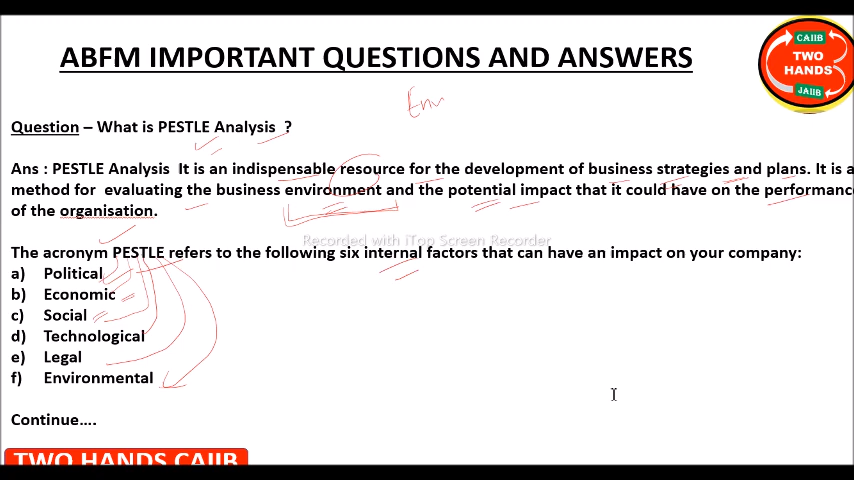 ABFM IMPORTANT QUESTIONS AND ANSWERS
CAIIB
TWO
HANDS
JAIIB
Env
Question – What is PESTLE Analysis ?
Ans : PESTLE Analysis It is an indispensable resource for the development of business strategies and plans. It is a
method for evaluating the business environment and the potential impact that it could have on the performance
of the organisation.
Recorded with iTop Screen Recorder
The acronym PESTLE refers to the following six internal factors that can have an impact on your company:
a) Political
b) Economic
c) Social
d) Technological
e) Legal
f) Environmental
Continue....
TWO HANDS CAIIB